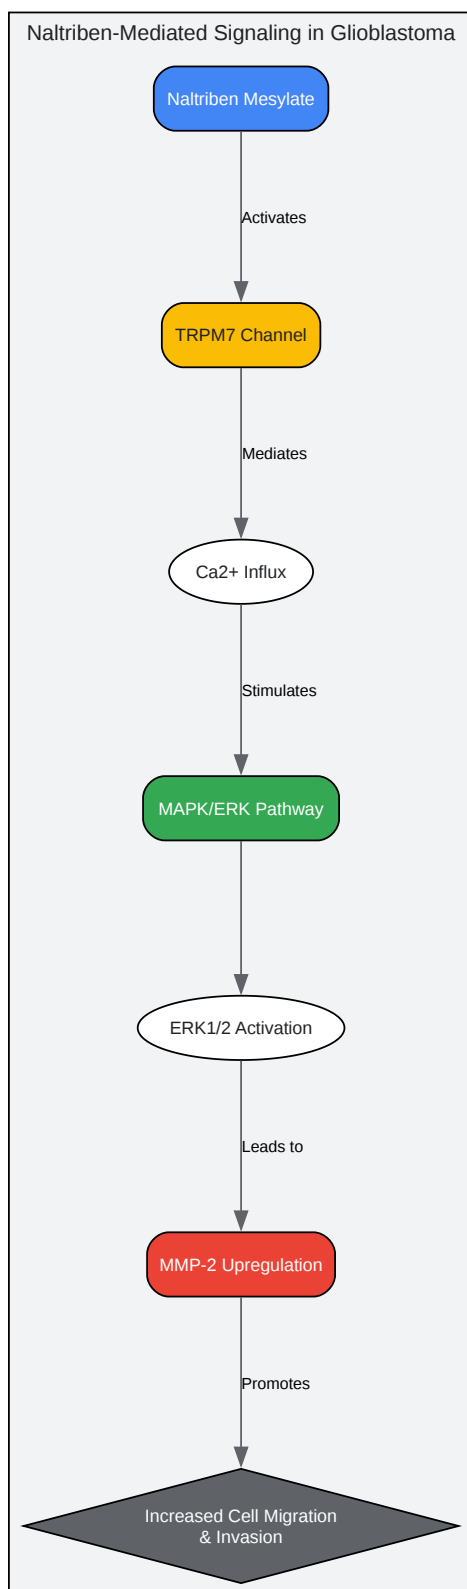 Naltriben-Mediated Signaling in Glioblastoma
Naltriben Mesylate
Activates
TRPM7 Channel
Mediates
Ca2+ Influx
Stimulates
MAPK/ERK Pathway
ERK1/2 Activation
Leads to
MMP-2 Upregulation
Promotes
Increased Cell Migration
& Invasion